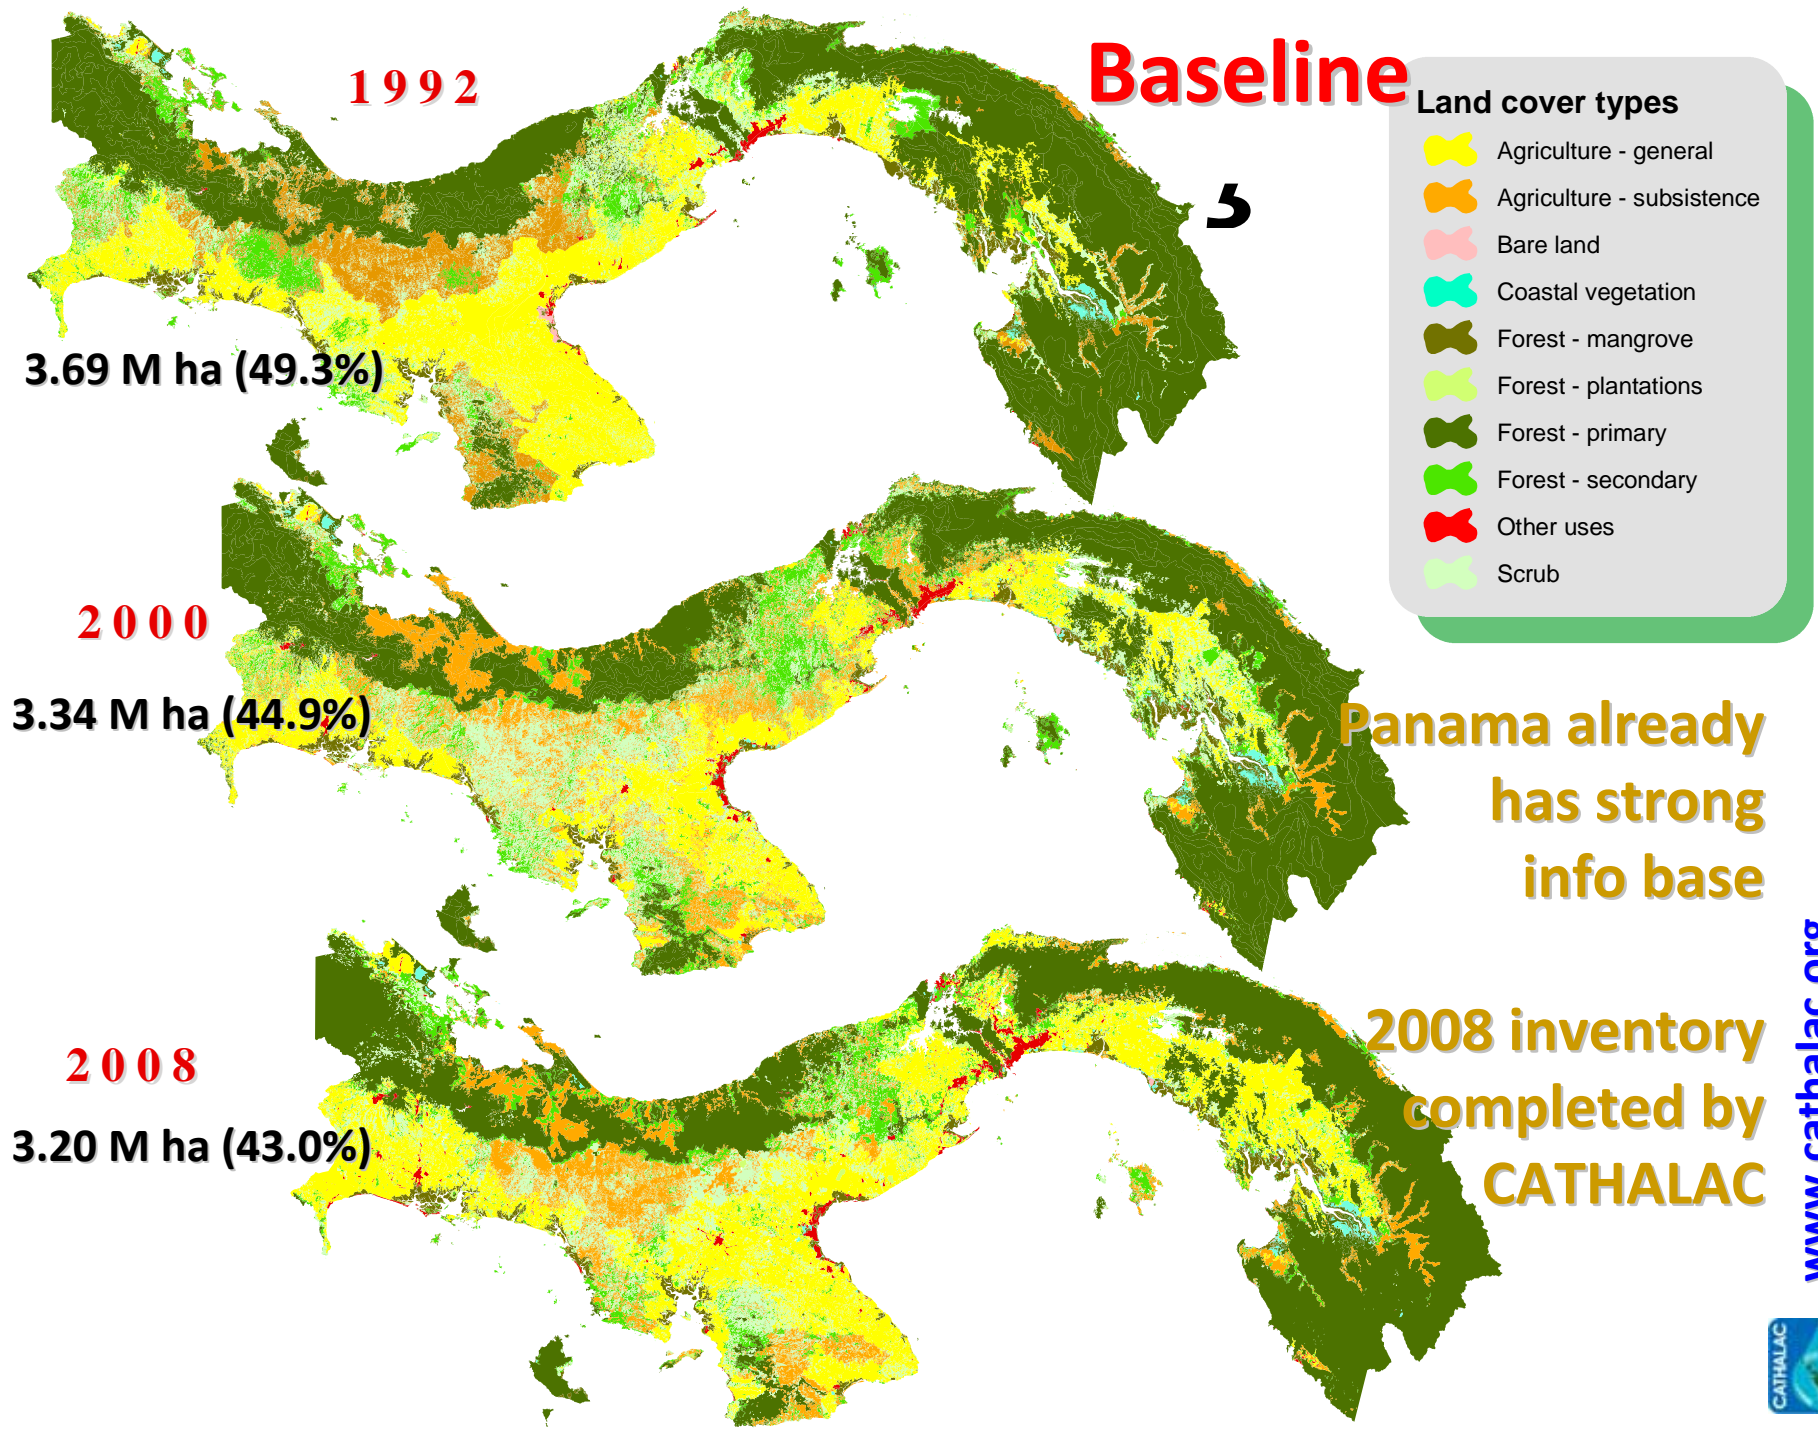 Baseline
1992
3.69 M ha (49.3%)
Land cover types
Agriculture - general
Agriculture - subsistence
Bare land
Coastal vegetation
Forest - mangrove
Forest - plantations
Forest - primary
Forest - secondary
Other uses
Scrub
2000
3.34 M ha (44.9%)
Panama already
has strong
info base
2008
3.20 M ha (43.0%)
2008 inventory
completed by
CATHALAC
www.cathalac.org
CATHALAC